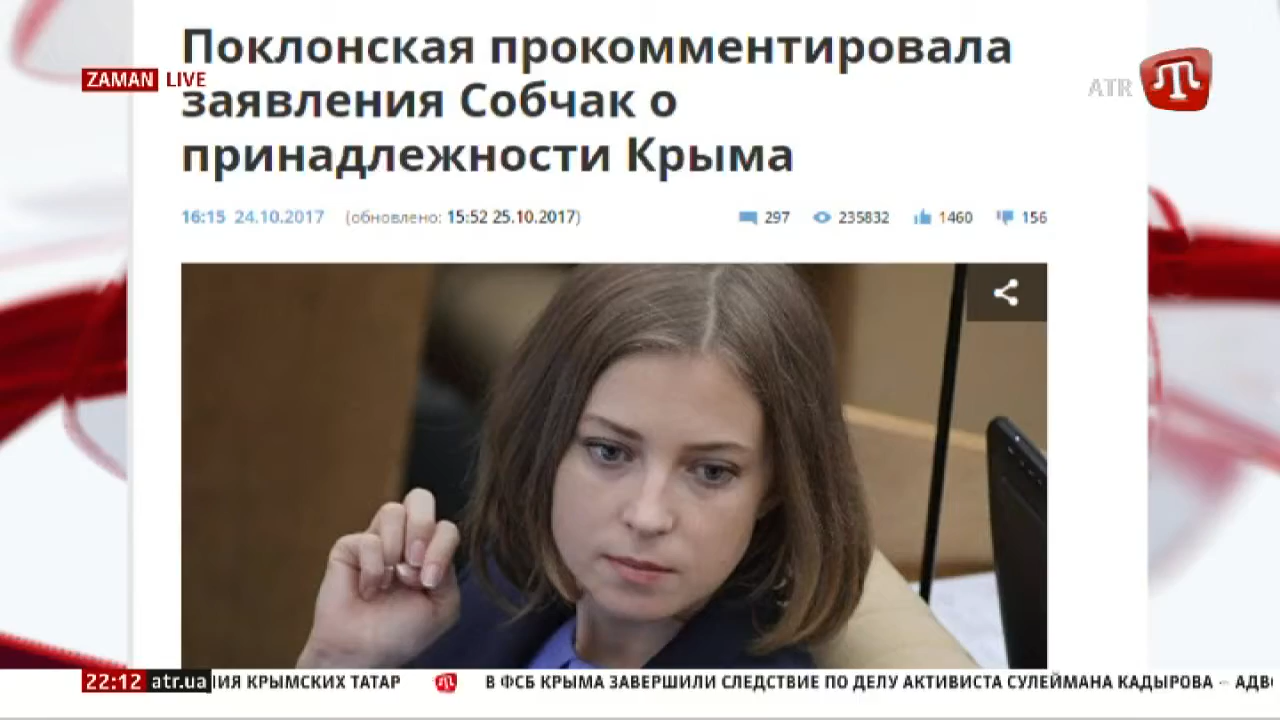 Поклонская прокомментировала
ZAMAN LIVE
заявления Собчак о
ATR
принадлежности Крыма
16:15 24.10.2017 (обновлено: 15:52 25.10.2017)
297 235832 1460 156
22:12 atr.ua ИЯ КРЫМСКИХ ТАТАР В ФСБ КРЫМА ЗАВЕРШИЛИ СЛЕДСТВИЕ ПО ДЕЛУ АКТИВИСТА СУЛЕЙМАНА КАДЫРОВА – АДВО